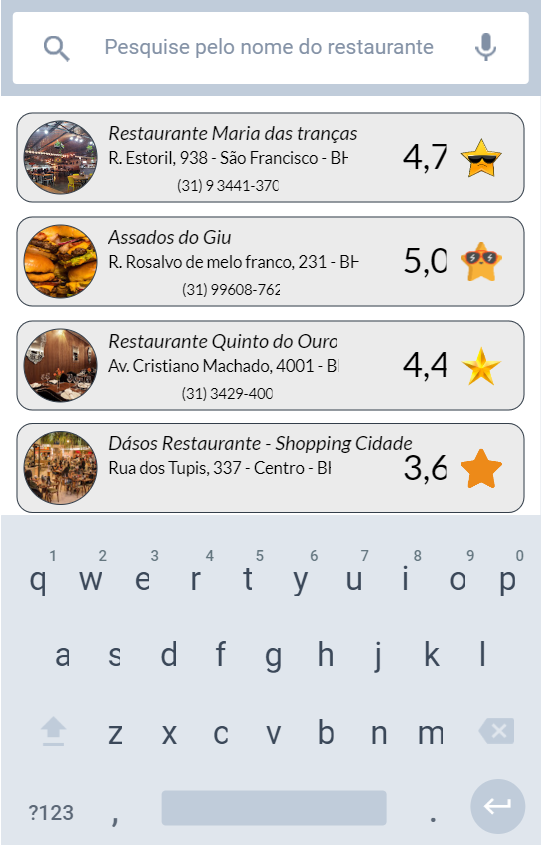 Pesquise pelo nome do restaurante
Restaurante Maria das tranças
R. Estoril, 938 - São Francisco - BH
(31) 9 3441-370
4,7
Assados do Giu
R. Rosalvo de melo franco, 231 - BH
(31) 99608-762
5,0
Restaurante Quinto do Ouro
Av. Cristiano Machado, 4001 - B
(31) 3429-400
4,4
Dásos Restaurante - Shopping Cidade
Rua dos Tupis, 337 - Centro - BH
3,6
1 2 3 4 5 6 7 8 9 0
q w e r t y u i o p
a s d f g h j k l
z x c v b n m
?123 , .